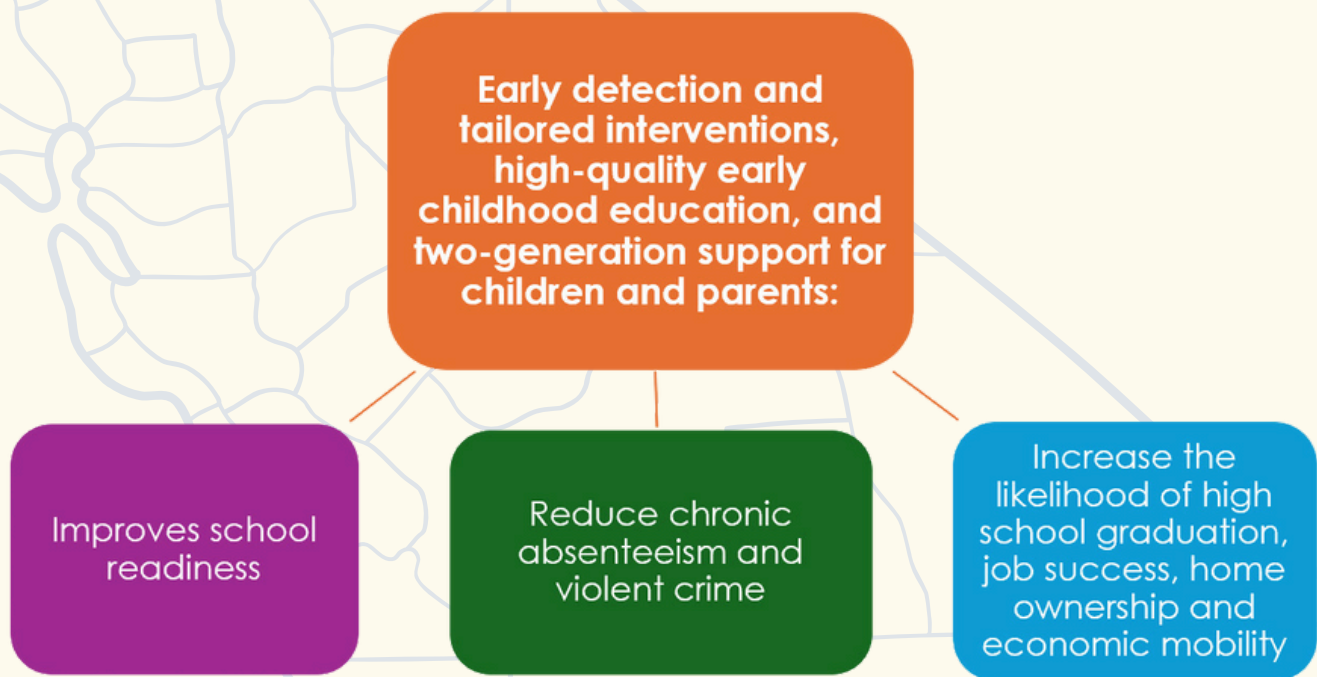 Early detection and
tailored interventions,
high-quality early
childhood education, and
two-generation support for
children and parents:
Improves school
readiness
Reduce chronic
absenteeism and
violent crime
Increase the
likelihood of high
school graduation,
job success, home
ownership and
economic mobility